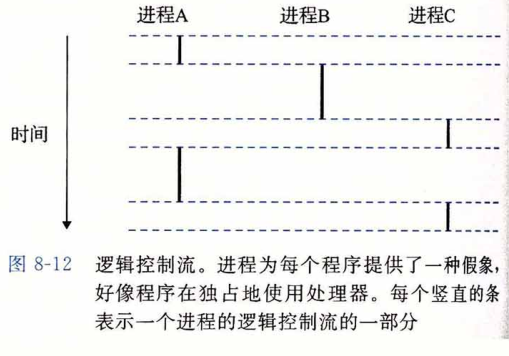 进程A 进程B 进程C
时间
图 8-12 逻辑控制流。进程为每个程序提供了一种假象，
好像程序在独占地使用处理器。每个竖直的条
表示一个进程的逻辑控制流的一部分